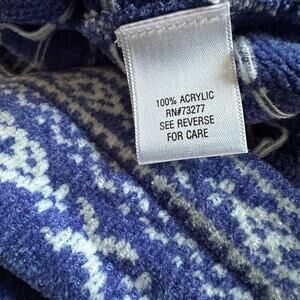 100% ACRYLIC
RN#73277
SEE REVERSE
FOR CARE